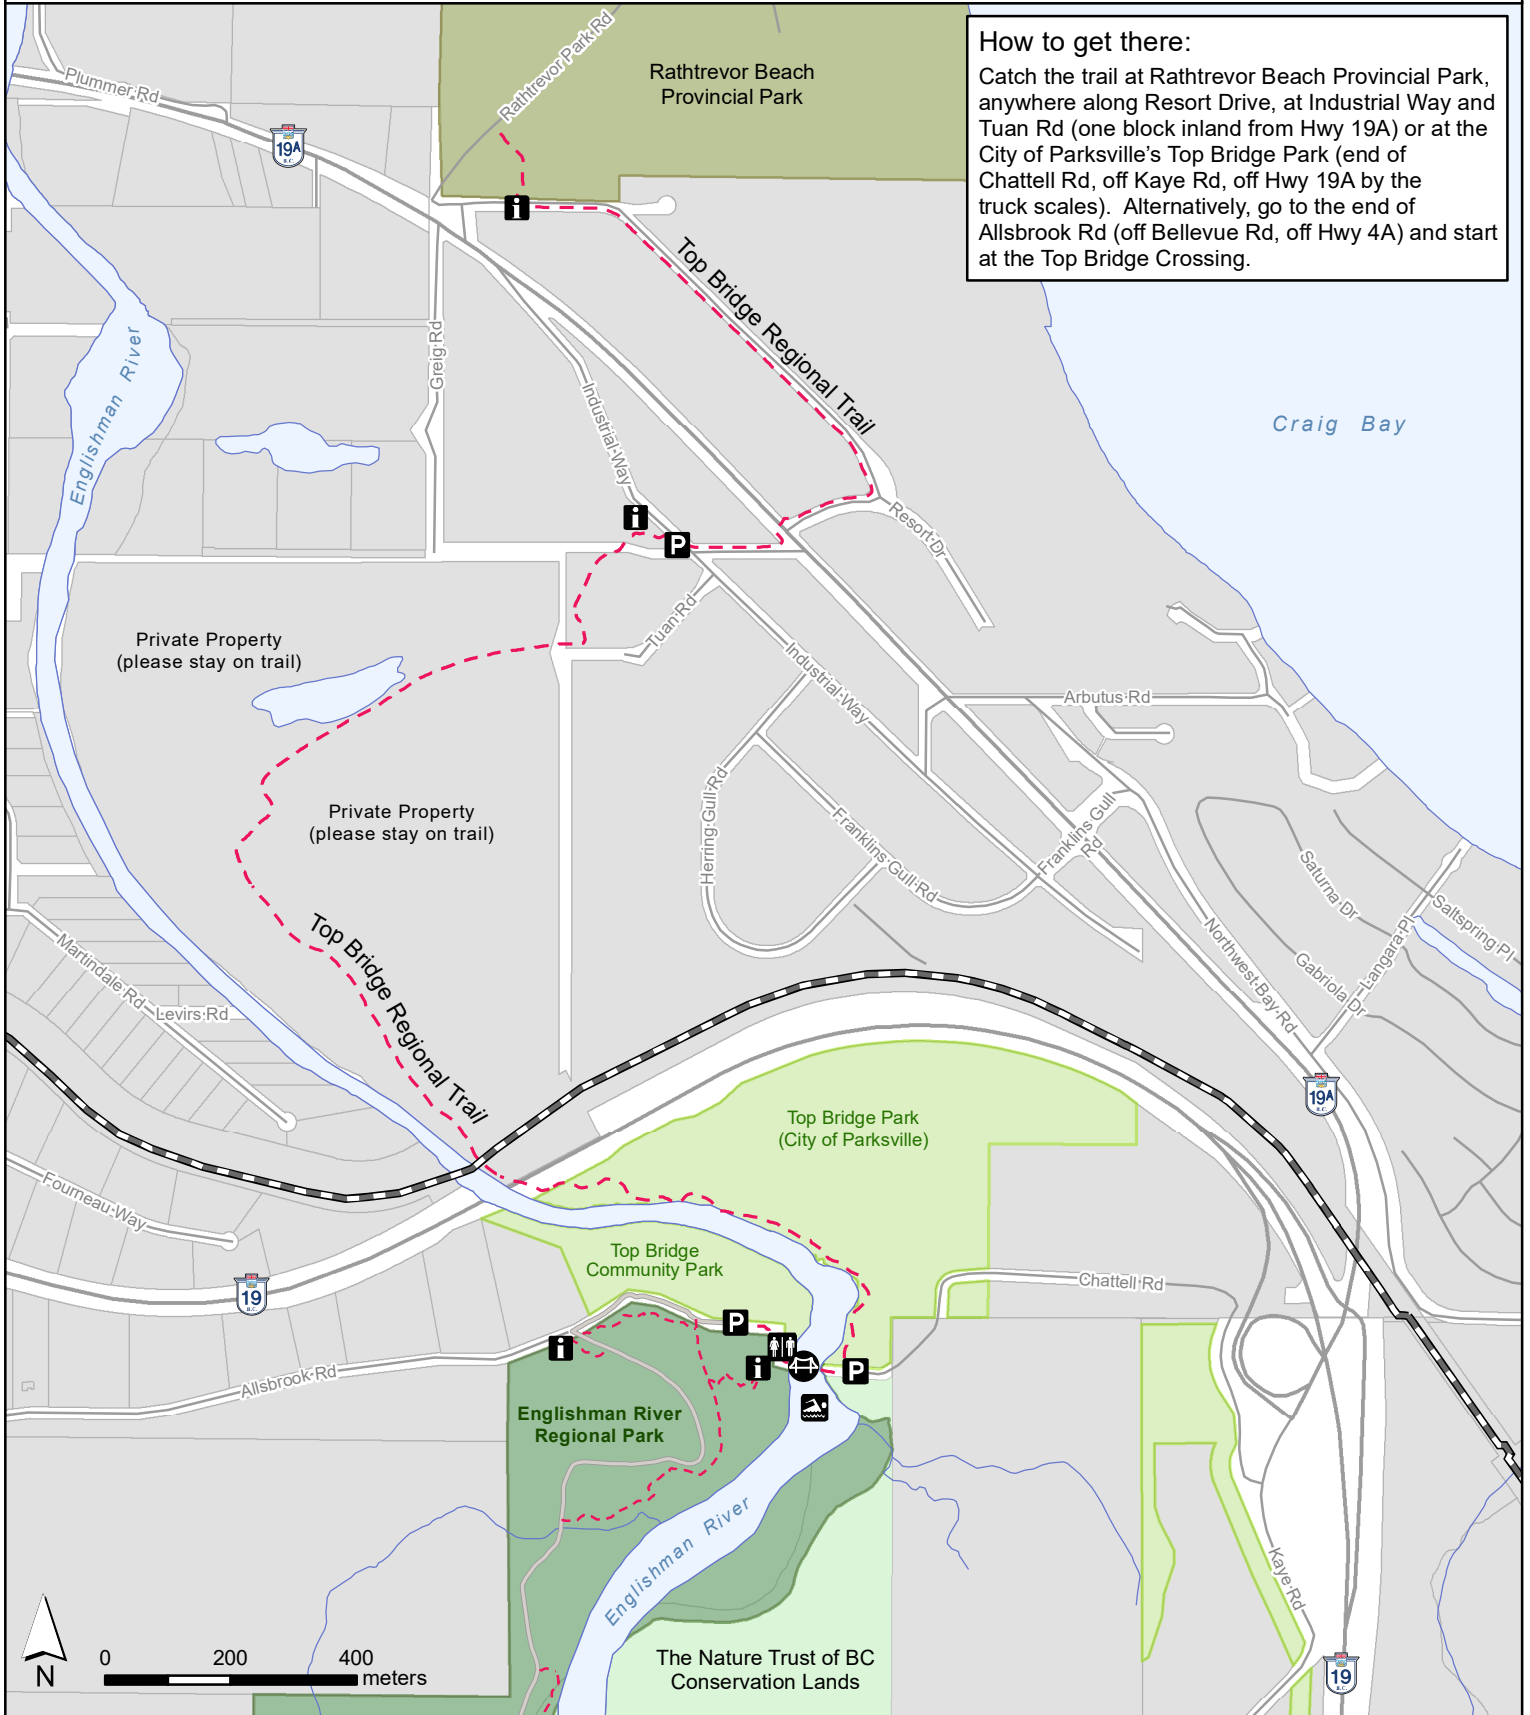 How to get there:
Catch the trail at Rathtrevor Beach Provincial Park,
anywhere along Resort Drive, at Industrial Way and
Tuan Rd (one block inland from Hwy 19A) or at the
City of Parksville's Top Bridge Park (end of
Chattell Rd, off Kaye Rd, off Hwy 19A by the
truck scales).  Alternatively, go to the end of
Allsbrook Rd (off Bellevue Rd, off Hwy 4A) and start
at the Top Bridge Crossing.
Rathtrevor Park Rd
Rathtrevor Beach
Provincial Park
Plummer Rd
19A
B.C.
i
Top Bridge Regional Trail
Englishman River
Greig Rd
Industrial Way
Craig Bay
i
P
Resort Dr
Tuan Rd
Private Property
(please stay on trail)
Industrial Way
Arbutus Rd
Private Property
(please stay on trail)
Herring Gull Rd
Franklins Gull Rd
Franklins Gull
Rd
Saturna Dr
Saltspring Pl
Langara Pl
Gabriola Dr
Northwest Bay Rd
Top Bridge Regional Trail
Martindale Rd
Levirs Rd
19A
B.C.
Top Bridge Park
(City of Parksville)
Fourneau Way
Top Bridge
Community Park
Chattell Rd
19
B.C.
P
i
i
P
Allsbrook Rd
Englishman River
Regional Park
Englishman River
Kaye Rd
The Nature Trust of BC
Conservation Lands
19
B.C.
N
0 200 400
meters